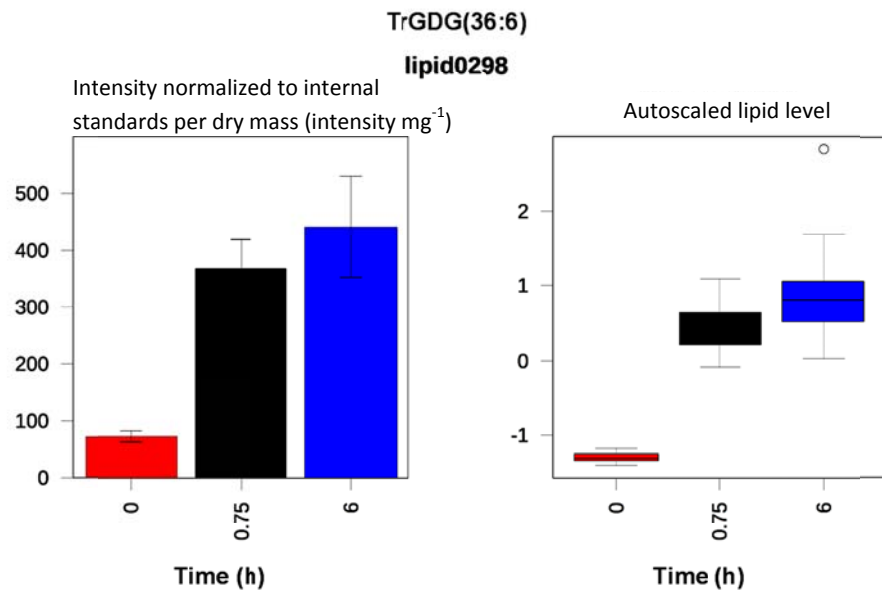 TrGDG(36:6)
lipid0298
Intensity normalized to internal
standards per dry mass (intensity mg⁻¹)
500
400
300
200
100
0
0
0.75
6
Time (h)
Autoscaled lipid level
2
1
0
-1
0
0.75
6
Time (h)